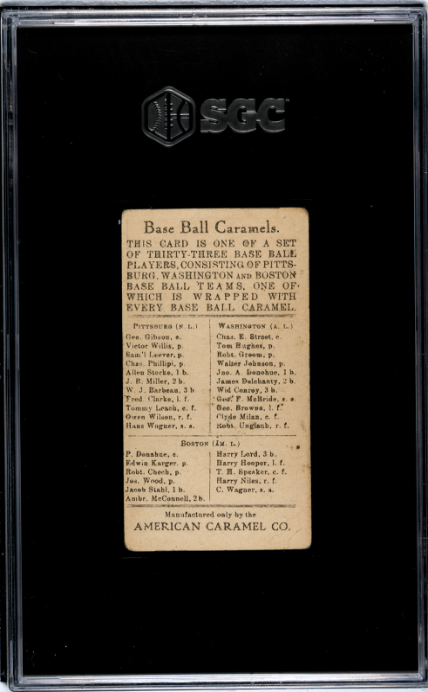 SGC
Base Ball Caramels.
THIS CARD IS ONE OF A SET
OF THIRTY-THREE BASE BALL
PLAYERS, CONSISTING OF PITTS-
BURG, WASHINGTON AND BOSTON
BASE BALL TEAMS, ONE OF
WHICH IS WRAPPED WITH
EVERY BASE BALL CARAMEL.
PITTSBURG (N. L.)
Geo. Gibson, c.
Victor Willis, p.
Sam'l Leever, p.
Chas. Phillipi, p.
Allen Storke, 1 b.
J. B. Miller, 2 b.
W. J. Barbeau, 3 b
Fred. Clarke, l. f.
Tommy Leach, c. f.
Owen Wilson, r. f.
Hans Wagner, s. s.
WASHINGTON (A. L.)
Chas. E. Street, c.
Tom Hughes, p.
Robt. Groom, p.
Walter Johnson, p.
Jno. A. Donohue, 1 b.
James Delehanty, 2 b.
Wid Conroy, 3 b.
Geo. F. McBride, s. s.
Geo. Browne, l. f.
Clyde Milan, c. f.
Robt. Unglaub, r. f.
BOSTON (AM. L.)
P. Donahue, c.
Edwin Karger, p.
Robt. Chech, p.
Jos. Wood, p.
Jacob Stahl, 1 b.
Ambr. McConnell, 2 b.
Harry Lord, 3 b.
Harry Hooper, l. f.
T. H. Speaker, c. f.
Harry Niles, r. f.
C. Wagner, s. s.
Manufactured only by the
AMERICAN CARAMEL CO.